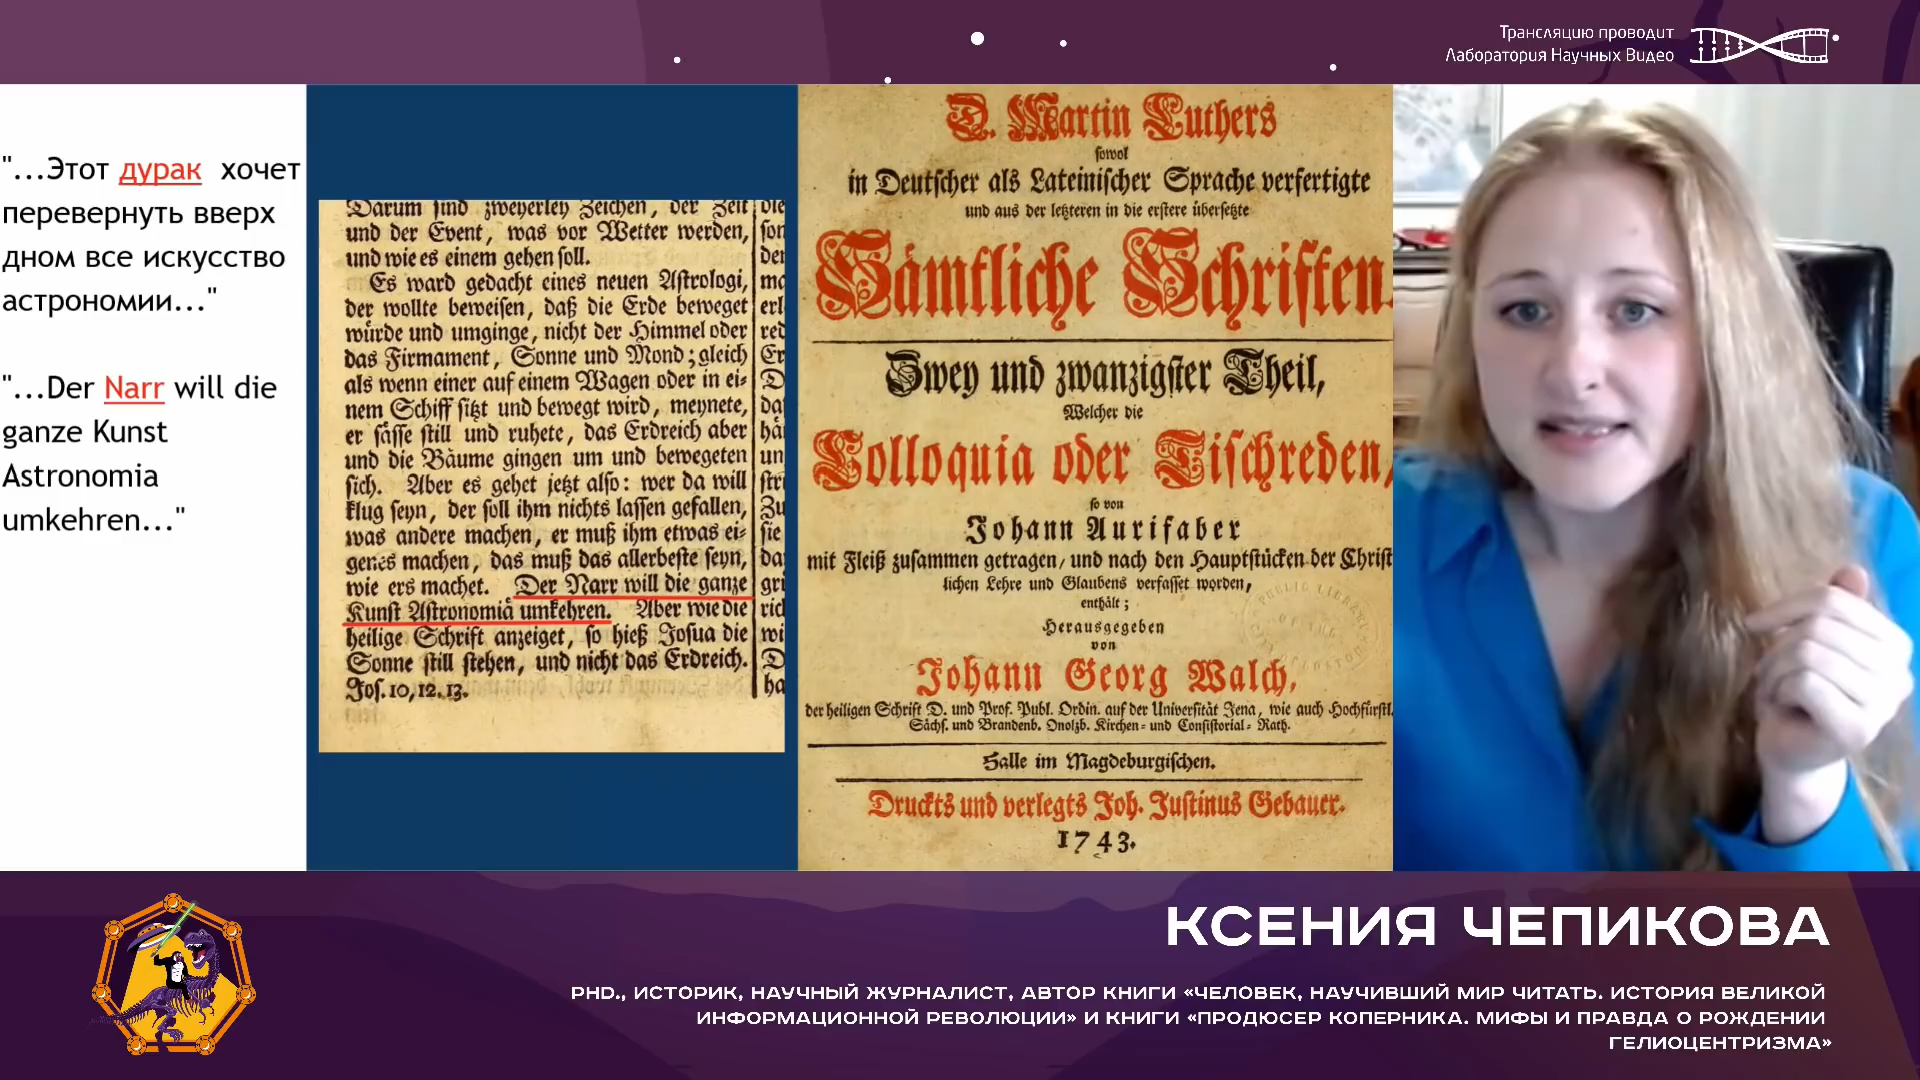 Трансляцию проводит
Лаборатория Научных Видео
"...Этот дурак хочет
перевернуть вверх
дном все искусство
астрономии..."
"...Der Narr will die
ganze Kunst
Astronomia
umkehren..."
Darum sind zweyerley Zeichen, der Zeit
und der Event, was vor Wetter werden,
und wie es einem gehen soll.
Es ward gedacht eines neuen Astrologi,
der wollte beweisen, daß die Erde beweget
würde und umginge, nicht der Himmel oder
das Firmament, Sonne und Mond; gleich
als wenn einer auf einem Wagen oder in ei-
nem Schiff sitzt und bewegt wird, meynete,
er sässe still und ruhete, das Erdreich aber
und die Bäume gingen um und bewegeten
sich. Aber es gehet jetzt also: wer da will
klug seyn, der soll ihm nichts lassen gefallen,
was andere machen, er muß ihm etwas ei-
genes machen, das muß das allerbeste seyn,
wie ers machet. Der Narr will die ganze
Kunst Astronomiä umkehren. Aber wie die
heilige Schrift anzeiget, so hieß Josua die
Sonne still stehen, und nicht das Erdreich.
Jos. 10, 12. 13.
D. Martin Luthers
sowol
in Deutscher als Lateinischer Sprache verfertigte
und aus der letzteren in die erstere übersetzte
Sämtliche Schriften.
Zwey und zwanzigster Theil,
Welcher die
Colloquia oder Tischreden,
so von
Johann Aurifaber
mit Fleiß zusammen getragen, und nach den Hauptstücken der Christ
lichen Lehre und Glaubens verfasset worden,
enthält;
Herausgegeben
von
Johann Georg Walch,
der heiligen Schrift D. und Prof. Publ. Ordin. auf der Universität Jena, wie auch Hochfürstl.
Sächs. und Brandenb. Onolzb. Kirchen- und Consistorial-Rath.
Halle im Magdeburgischen.
Druckts und verlegts Joh. Justinus Gebauer.
1743.
КСЕНИЯ ЧЕПИКОВА
PHD., ИСТОРИК, НАУЧНЫЙ ЖУРНАЛИСТ, АВТОР КНИГИ «ЧЕЛОВЕК, НАУЧИВШИЙ МИР ЧИТАТЬ. ИСТОРИЯ ВЕЛИКОЙ
ИНФОРМАЦИОННОЙ РЕВОЛЮЦИИ» И КНИГИ «ПРОДЮСЕР КОПЕРНИКА. МИФЫ И ПРАВДА О РОЖДЕНИИ
ГЕЛИОЦЕНТРИЗМА»